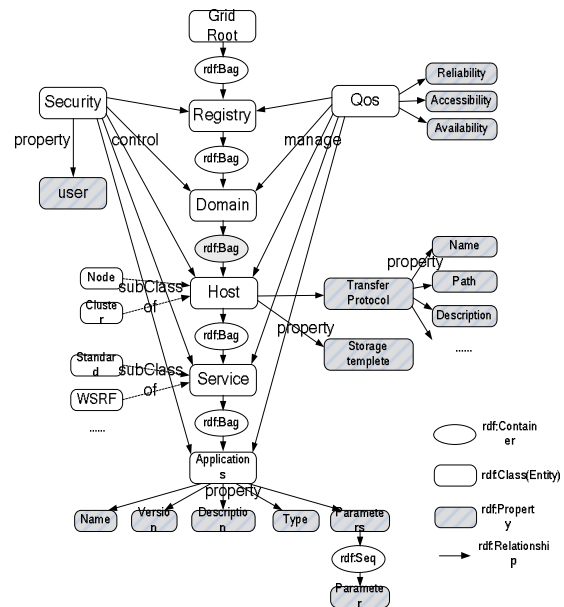 Grid
Root
rdf:Bag
Reliability
Security
Qos
Accessibility
Registry
Availability
property
control
manage
rdf:Bag
user
Domain
rdf:Bag
Name
property
Node
subClass
of
Host
Transfer
Protocol
Path
Cluste
r
Description
rdf:Bag
property
......
Storage
templete
Standar
d
subClass
of
Service
WSRF
rdf:Bag
......
rdf:Contain
er
Application
s
rdf:Class(Entity)
property
Name
Versio
n
Descriptio
n
Type
Paramete
rs
rdf:Propert
y
rdf:Relationshi
p
rdf:Seq
Paramete
r